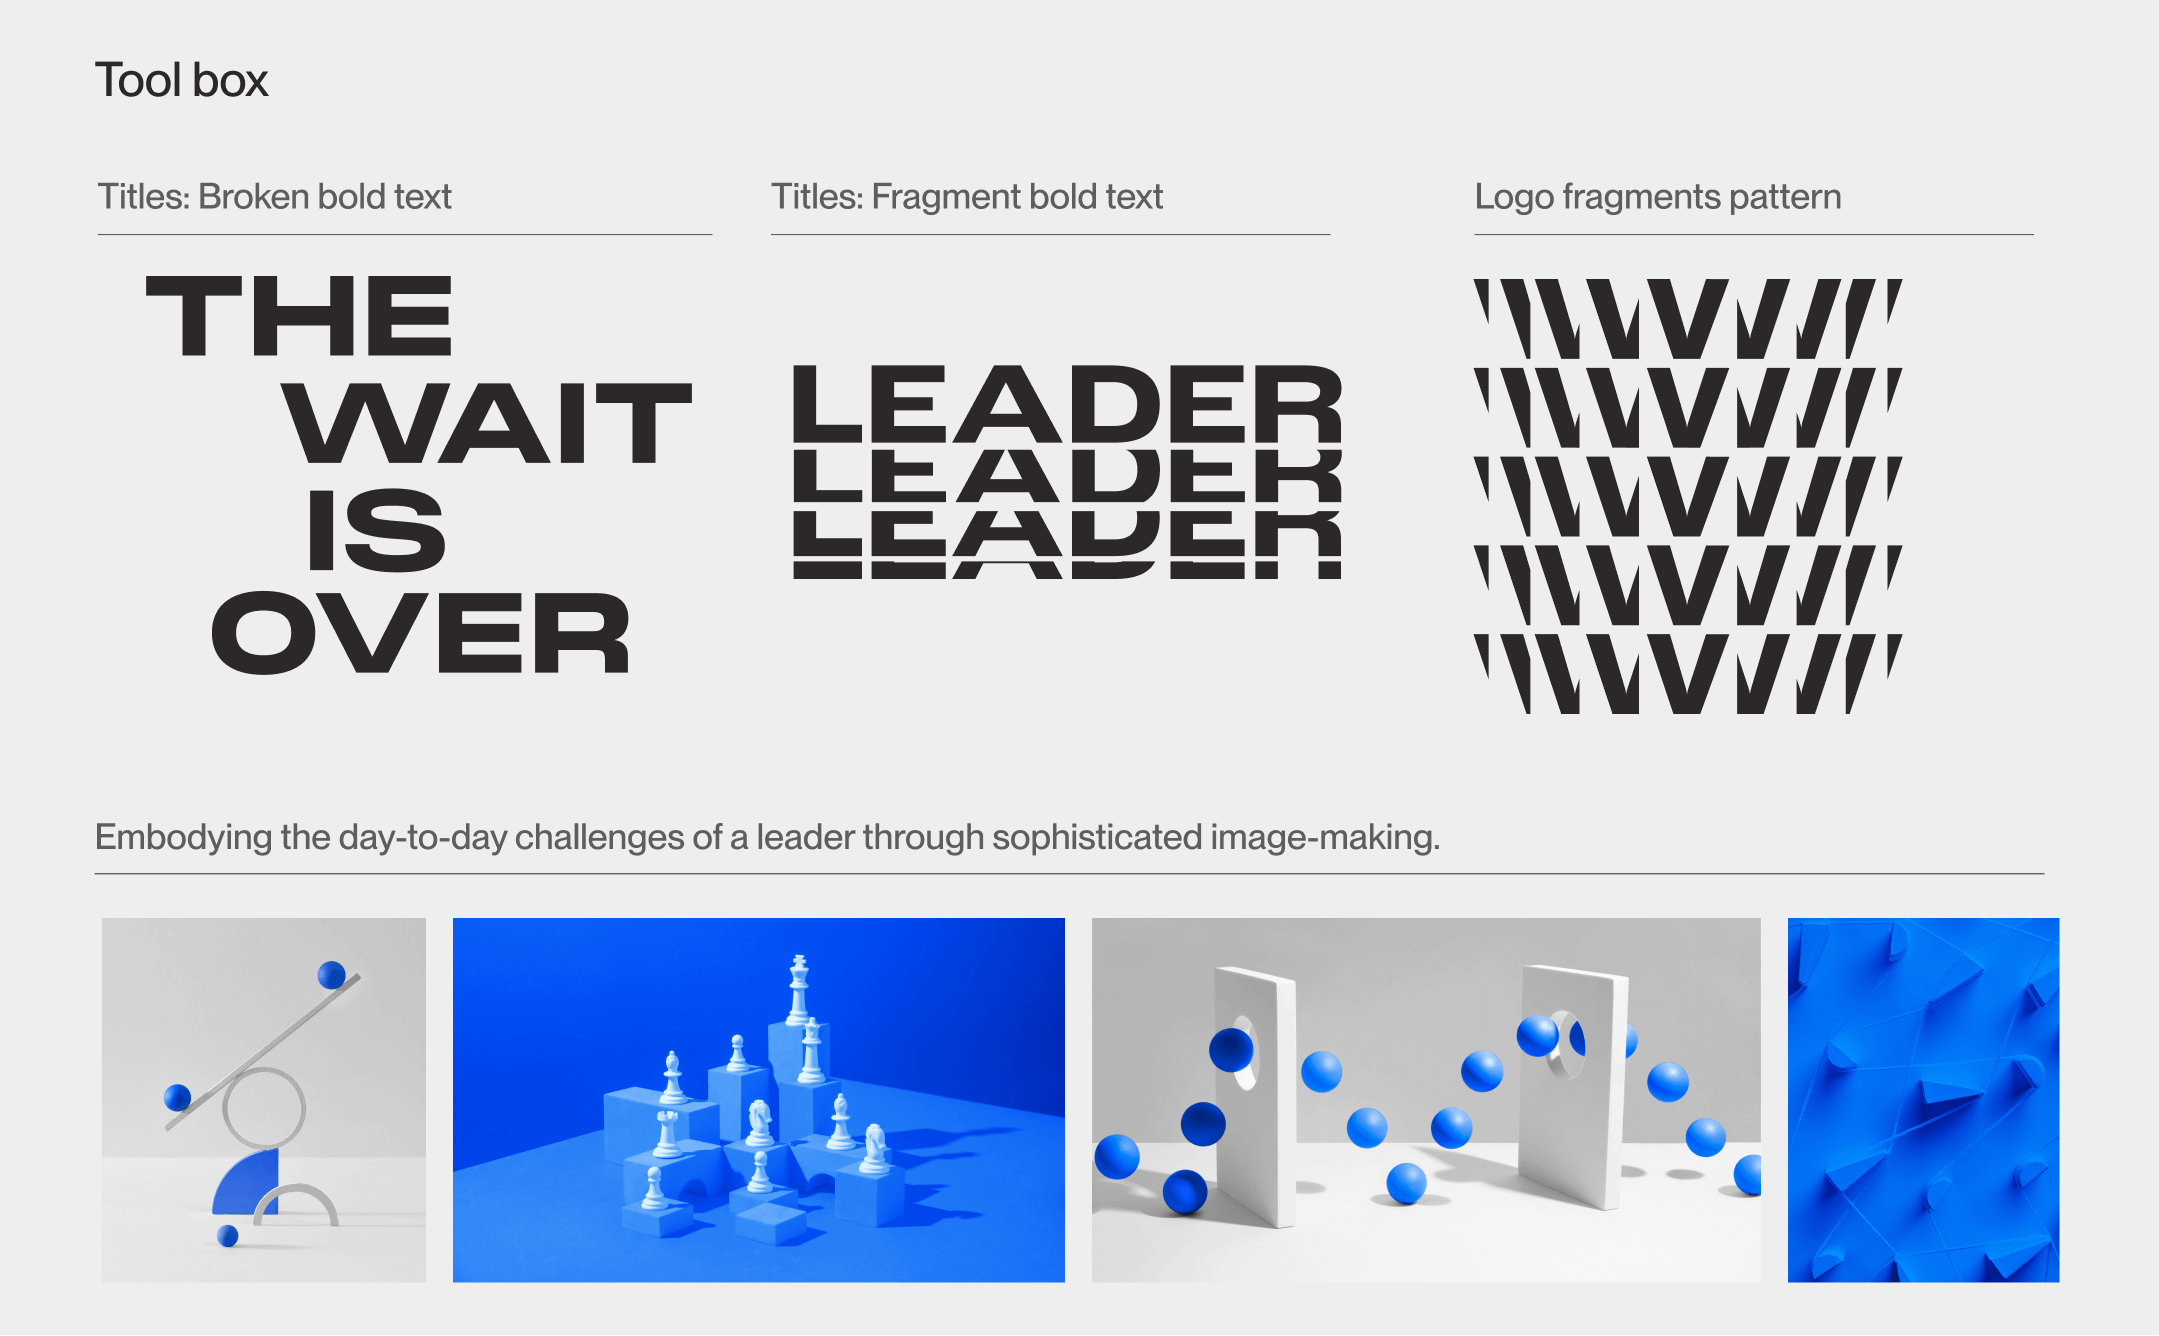 Tool box
Titles: Broken bold text
THE
WAIT
IS
OVER
Titles: Fragment bold text
LEADER
LEADER
LEADER
LEADER
Logo fragments pattern
Embodying the day-to-day challenges of a leader through sophisticated image-making.